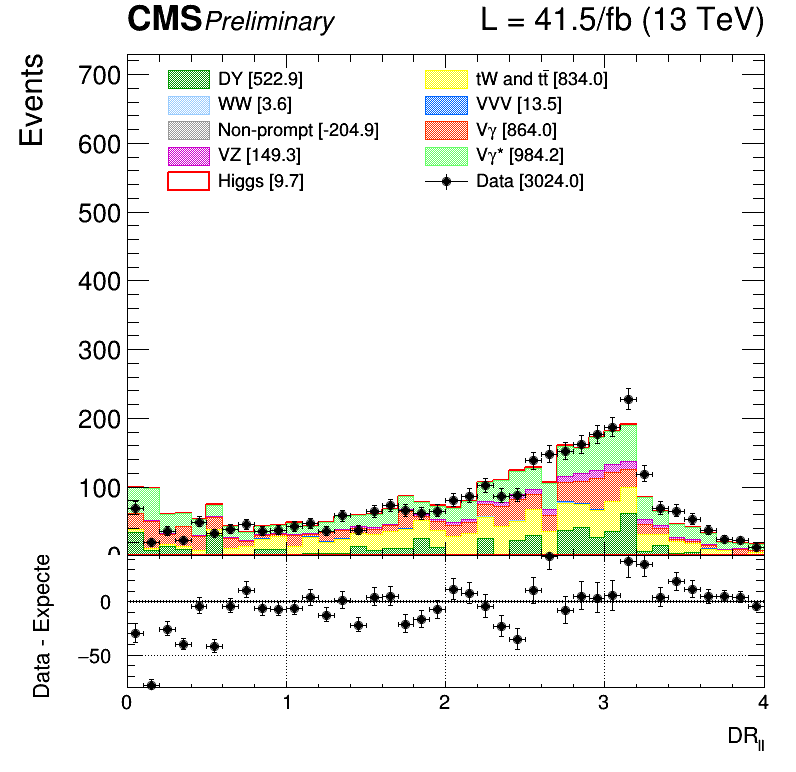 CMS Preliminary L = 41.5/fb (13 TeV)
Events
700
600
500
400
300
200
100
0
DY [522.9]
WW [3.6]
Non-prompt [-204.9]
VZ [149.3]
Higgs [9.7]
tW and tt̄ [834.0]
VVV [13.5]
Vγ [864.0]
Vγ* [984.2]
Data [3024.0]
Data - Expecte
0
−50
0 1 2 3 4
DR_ll